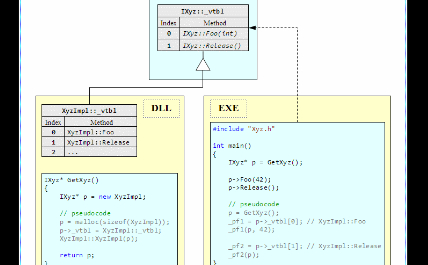 IXyz::_vtbl
Index Method
0 IXyz::Foo(int)
1 IXyz::Release()
XyzImpl::_vtbl
Index Method
0 XyzImpl::Foo
1 XyzImpl::Release
2 ...
DLL
IXyz* GetXyz()
{
IXyz* p = new XyzImpl;
// pseudocode
p = malloc(sizeof(XyzImpl));
p->_vtbl = XyzImpl::_vtbl;
XyzImpl::XyzImpl(p);
return p;
EXE
#include "Xyz.h"
int main()
{
IXyz* p = GetXyz();
p->Foo(42);
p->Release();
// pseudocode
p = GetXyz();
_pf1 = p->_vtbl[0]; // XyzImpl::Foo
_pf1(p, 42);
_pf2 = p->_vtbl[1]; // XyzImpl::Release
_pf2(p);
}